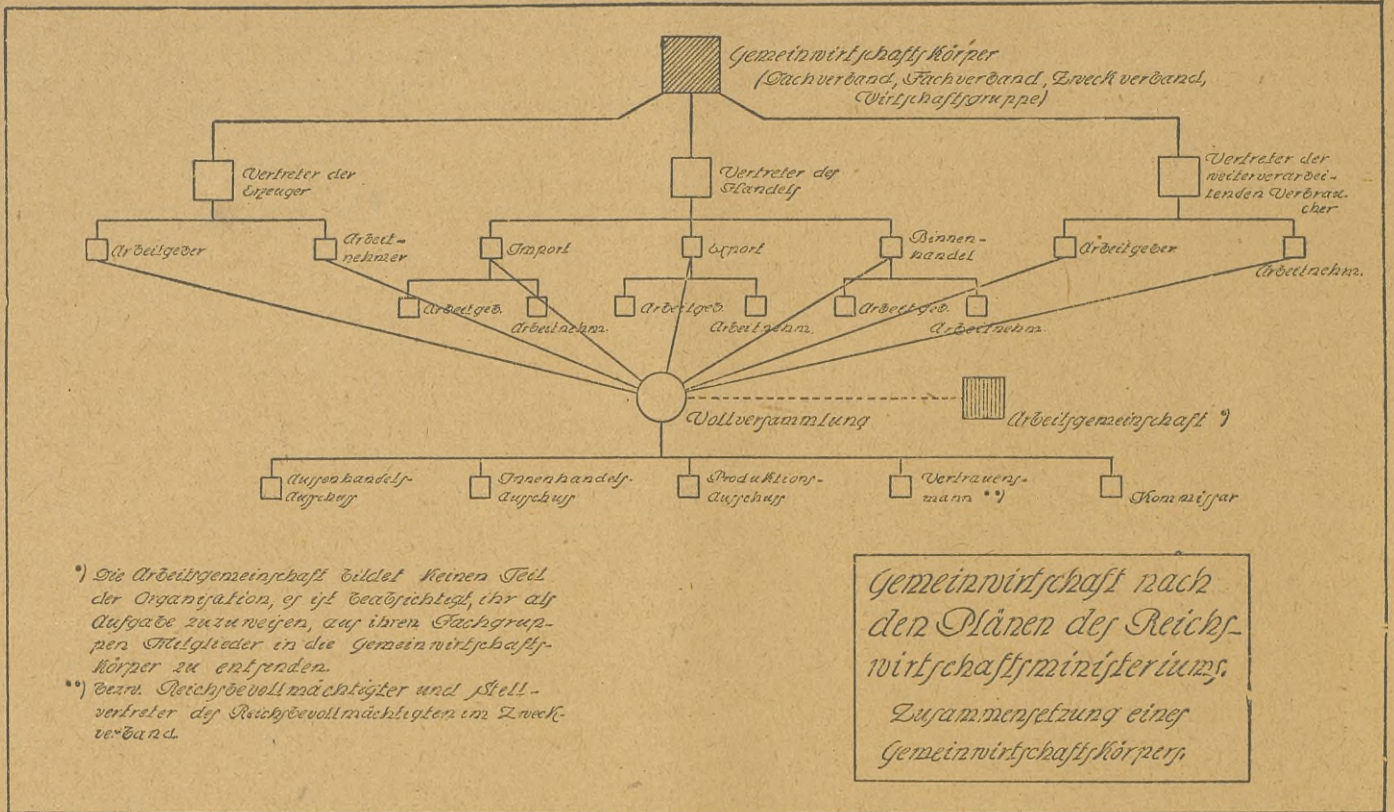 Gemeinwirtschaftskörper
(Dachverband, Fachverband, Zweckverband,
Wirtschaftsgruppe)
Vertreter der
Erzeuger
Vertreter des
Handels
Vertreter der
weiterverarbei-
tenden Verbrau-
cher
Arbeitgeber
Arbeit-
nehmer
Import
Export
Binnen-
handel
Arbeitgeber
Arbeitnehm.
Arbeitgeb.
Arbeitnehm.
Arbeitgeb.
Arbeitnehm.
Arbeitgeb.
Arbeitnehm.
Vollversammlung
Arbeitsgemeinschaft *)
Aussenhandels-
Ausschuss
Innenhandels-
Ausschuss
Produktions-
Ausschuss
Vertrauens-
mann **)
Kommissar
*) Die Arbeitsgemeinschaft bildet keinen Teil
der Organisation, es ist beabsichtigt, ihr als
Aufgabe zuzuweisen, aus ihren Fachgrup-
pen Mitglieder in die Gemeinwirtschafts-
körper zu entsenden.
**) bezw. Reichsbevollmächtigter und Stell-
vertreter des Reichsbevollmächtigten im Zweck-
verband.
Gemeinwirtschaft nach
den Plänen des Reichs-
wirtschaftsministeriums.
Zusammensetzung eines
Gemeinwirtschaftskörpers.